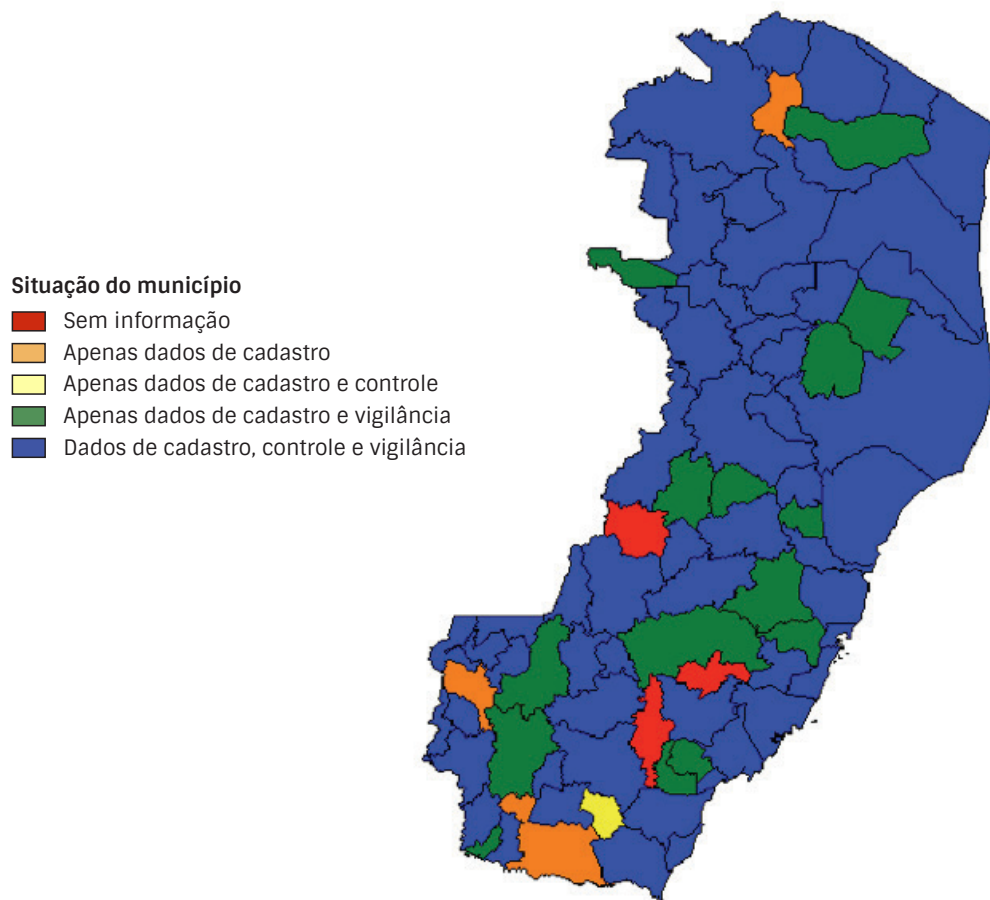 Situação do município
Sem informação
Apenas dados de cadastro
Apenas dados de cadastro e controle
Apenas dados de cadastro e vigilância
Dados de cadastro, controle e vigilância